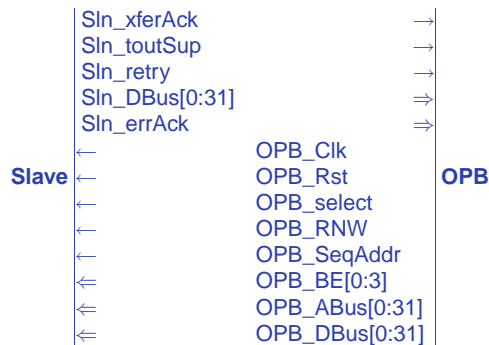 Sln_xferAck →
Sln_toutSup →
Sln_retry →
Sln_DBus[0:31] ⇒
Sln_errAck ⇒
← OPB_Clk
Slave ← OPB_Rst OPB
← OPB_select
← OPB_RNW
← OPB_SeqAddr
⇐ OPB_BE[0:3]
⇐ OPB_ABus[0:31]
⇐ OPB_DBus[0:31]